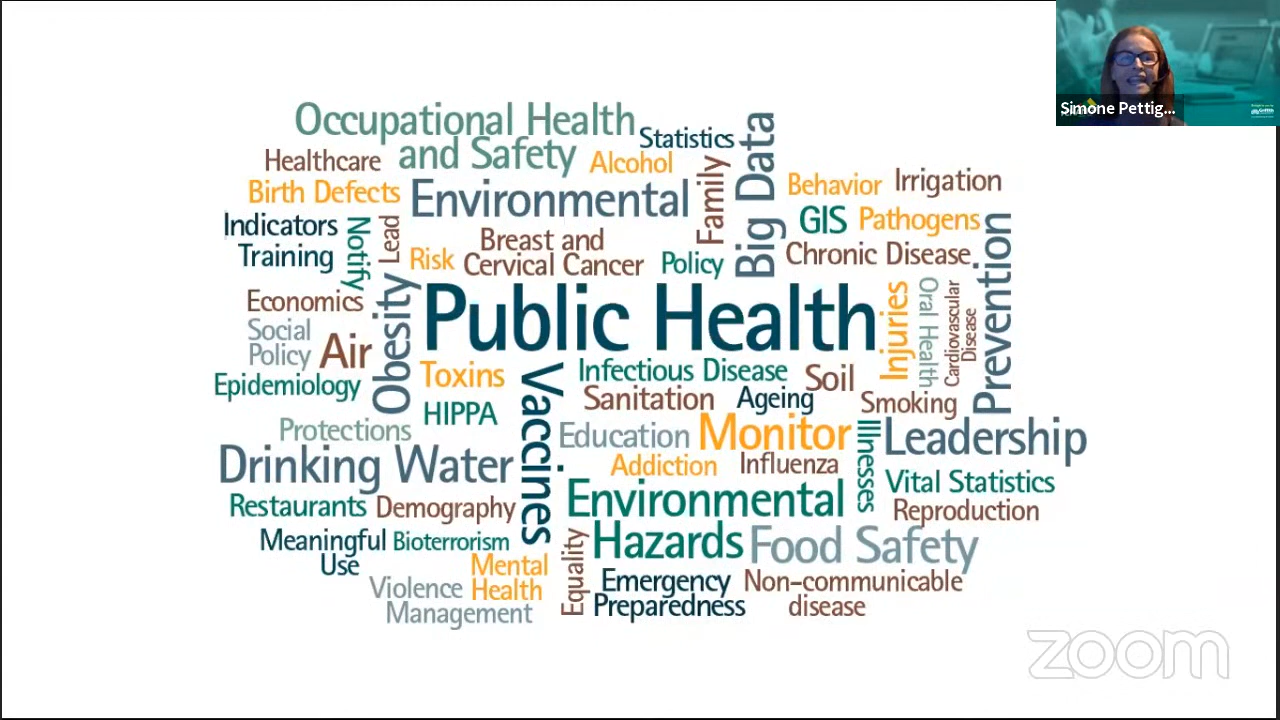 Simone Pettig...
Occupational Health
and Safety
Statistics
Big Data
Healthcare
Alcohol
Family
Birth Defects
Environmental
Behavior
Irrigation
Indicators
Notify
Lead
GIS
Pathogens
Training
Risk
Breast and
Cervical Cancer
Policy
Chronic Disease
Prevention
Economics
Obesity
Public Health
Injuries
Oral Health
Cardiovascular
Disease
Social
Policy
Air
Epidemiology
Toxins
Infectious Disease
Soil
HIPPA
Vaccines
Sanitation
Ageing
Smoking
Protections
Education
Monitor
Illnesses
Leadership
Drinking Water
Addiction
Influenza
Vital Statistics
Restaurants
Demography
Environmental
Hazards
Reproduction
Meaningful
Use
Bioterrorism
Food Safety
Mental
Health
Equality
Emergency
Preparedness
Non-communicable
disease
Violence
Management
zoom